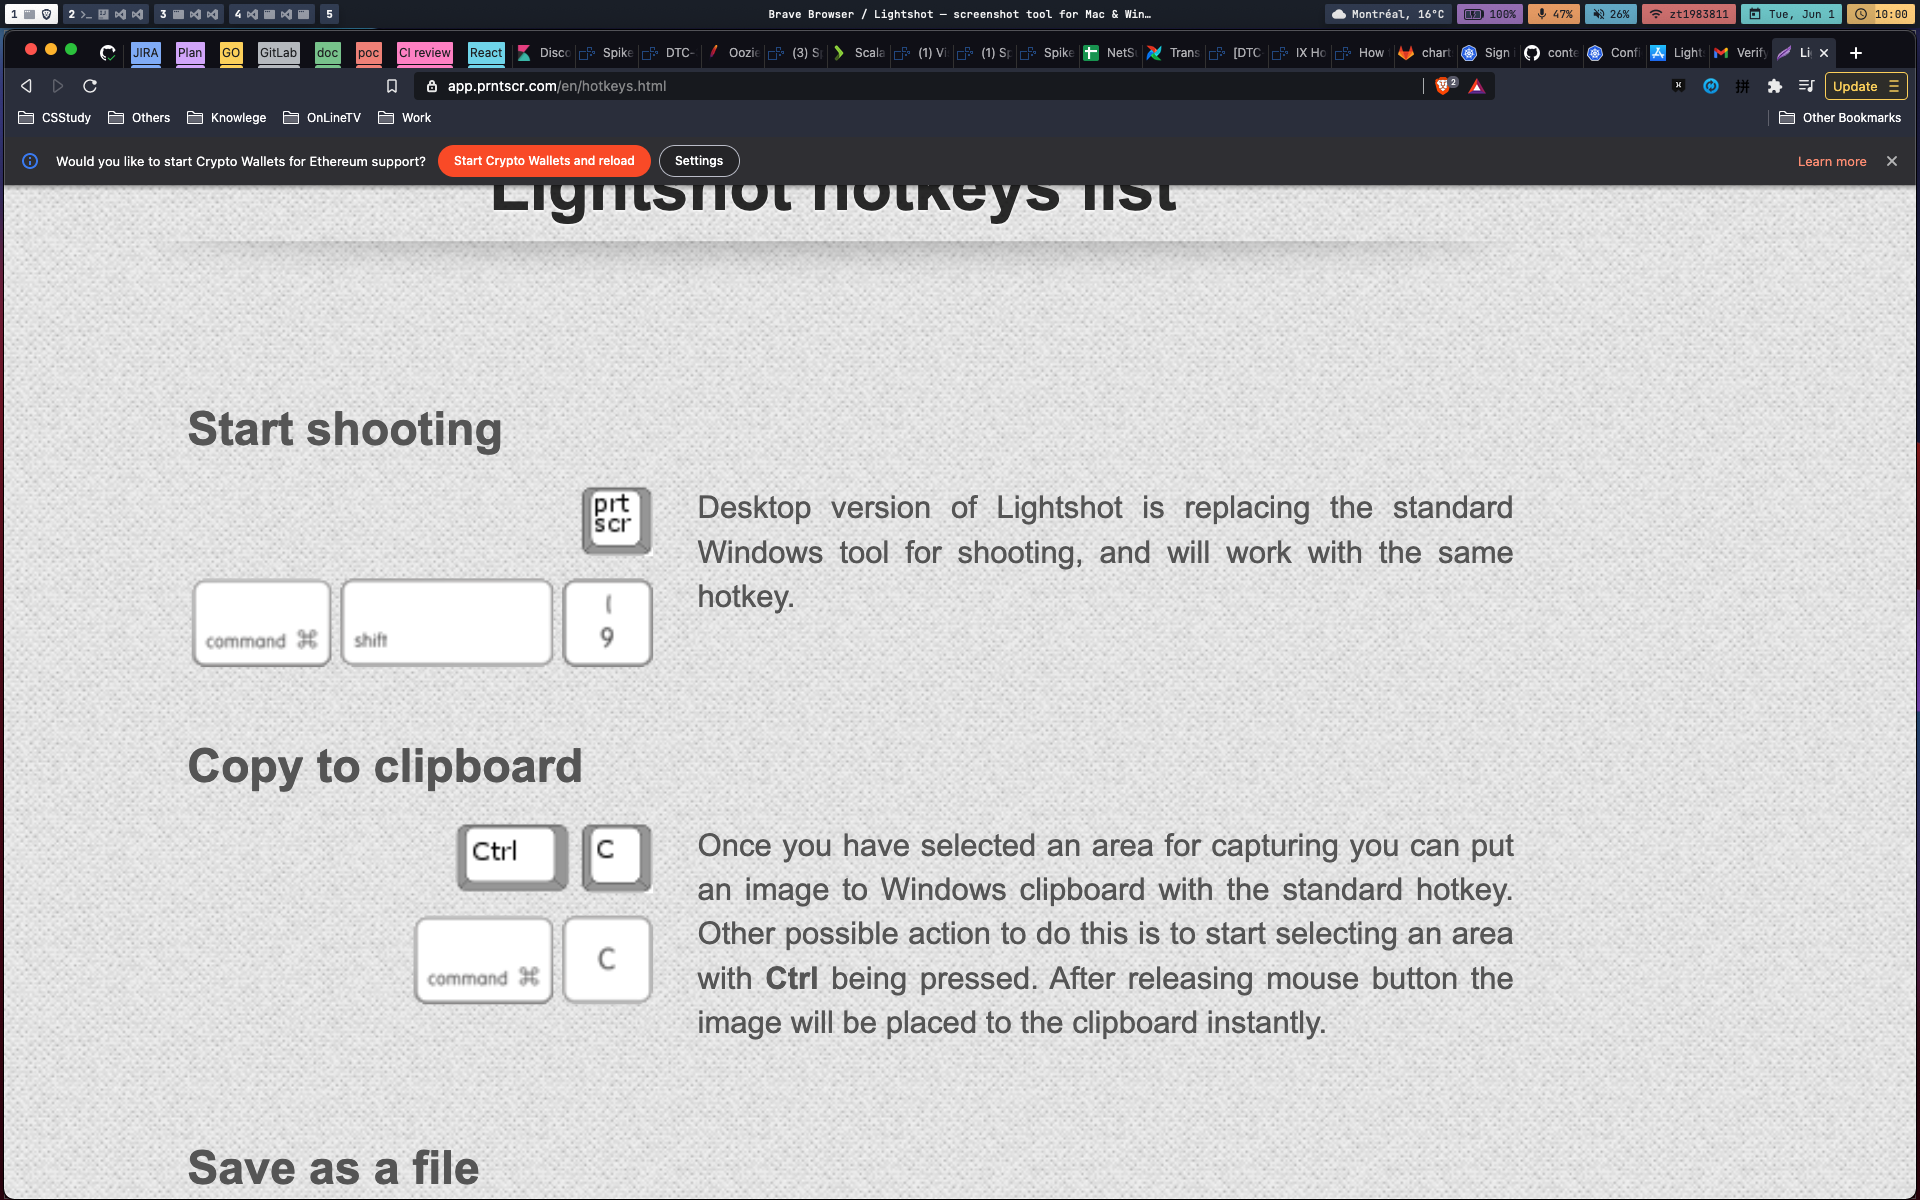 1 2 3 4 5
Brave Browser / Lightshot — screenshot tool for Mac & Win…
Montréal, 16°C 100% 47% 26% zt1983811 Tue, Jun 1 10:00
JIRA Plan GO GitLab doc poc CI review React Disco Spike DTC- Oozie (3) S Scala (1) Vi (1) Sp Spike NetSu Trans [DTC IX Ho How chart Sign conte Confi Light Verify Li
app.prntscr.com/en/hotkeys.html
2
Update
CSStudy Others Knowlege OnLineTV Work Other Bookmarks
Would you like to start Crypto Wallets for Ethereum support? Start Crypto Wallets and reload Settings Learn more
Lightshot hotkeys list
Start shooting
prt
scr
command ⌘ shift ( 9
Desktop version of Lightshot is replacing the standard
Windows tool for shooting, and will work with the same
hotkey.
Copy to clipboard
Ctrl C
command ⌘ C
Once you have selected an area for capturing you can put
an image to Windows clipboard with the standard hotkey.
Other possible action to do this is to start selecting an area
with Ctrl being pressed. After releasing mouse button the
image will be placed to the clipboard instantly.
Save as a file